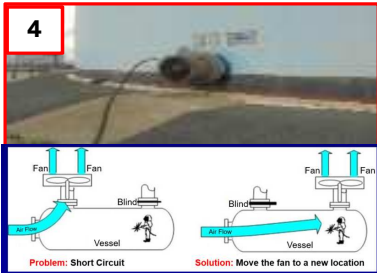 4
Fan Fan
Fan Fan
Blind
Blind
Air Flow
Air Flow
Vessel
Vessel
Problem: Short Circuit
Solution: Move the fan to a new location